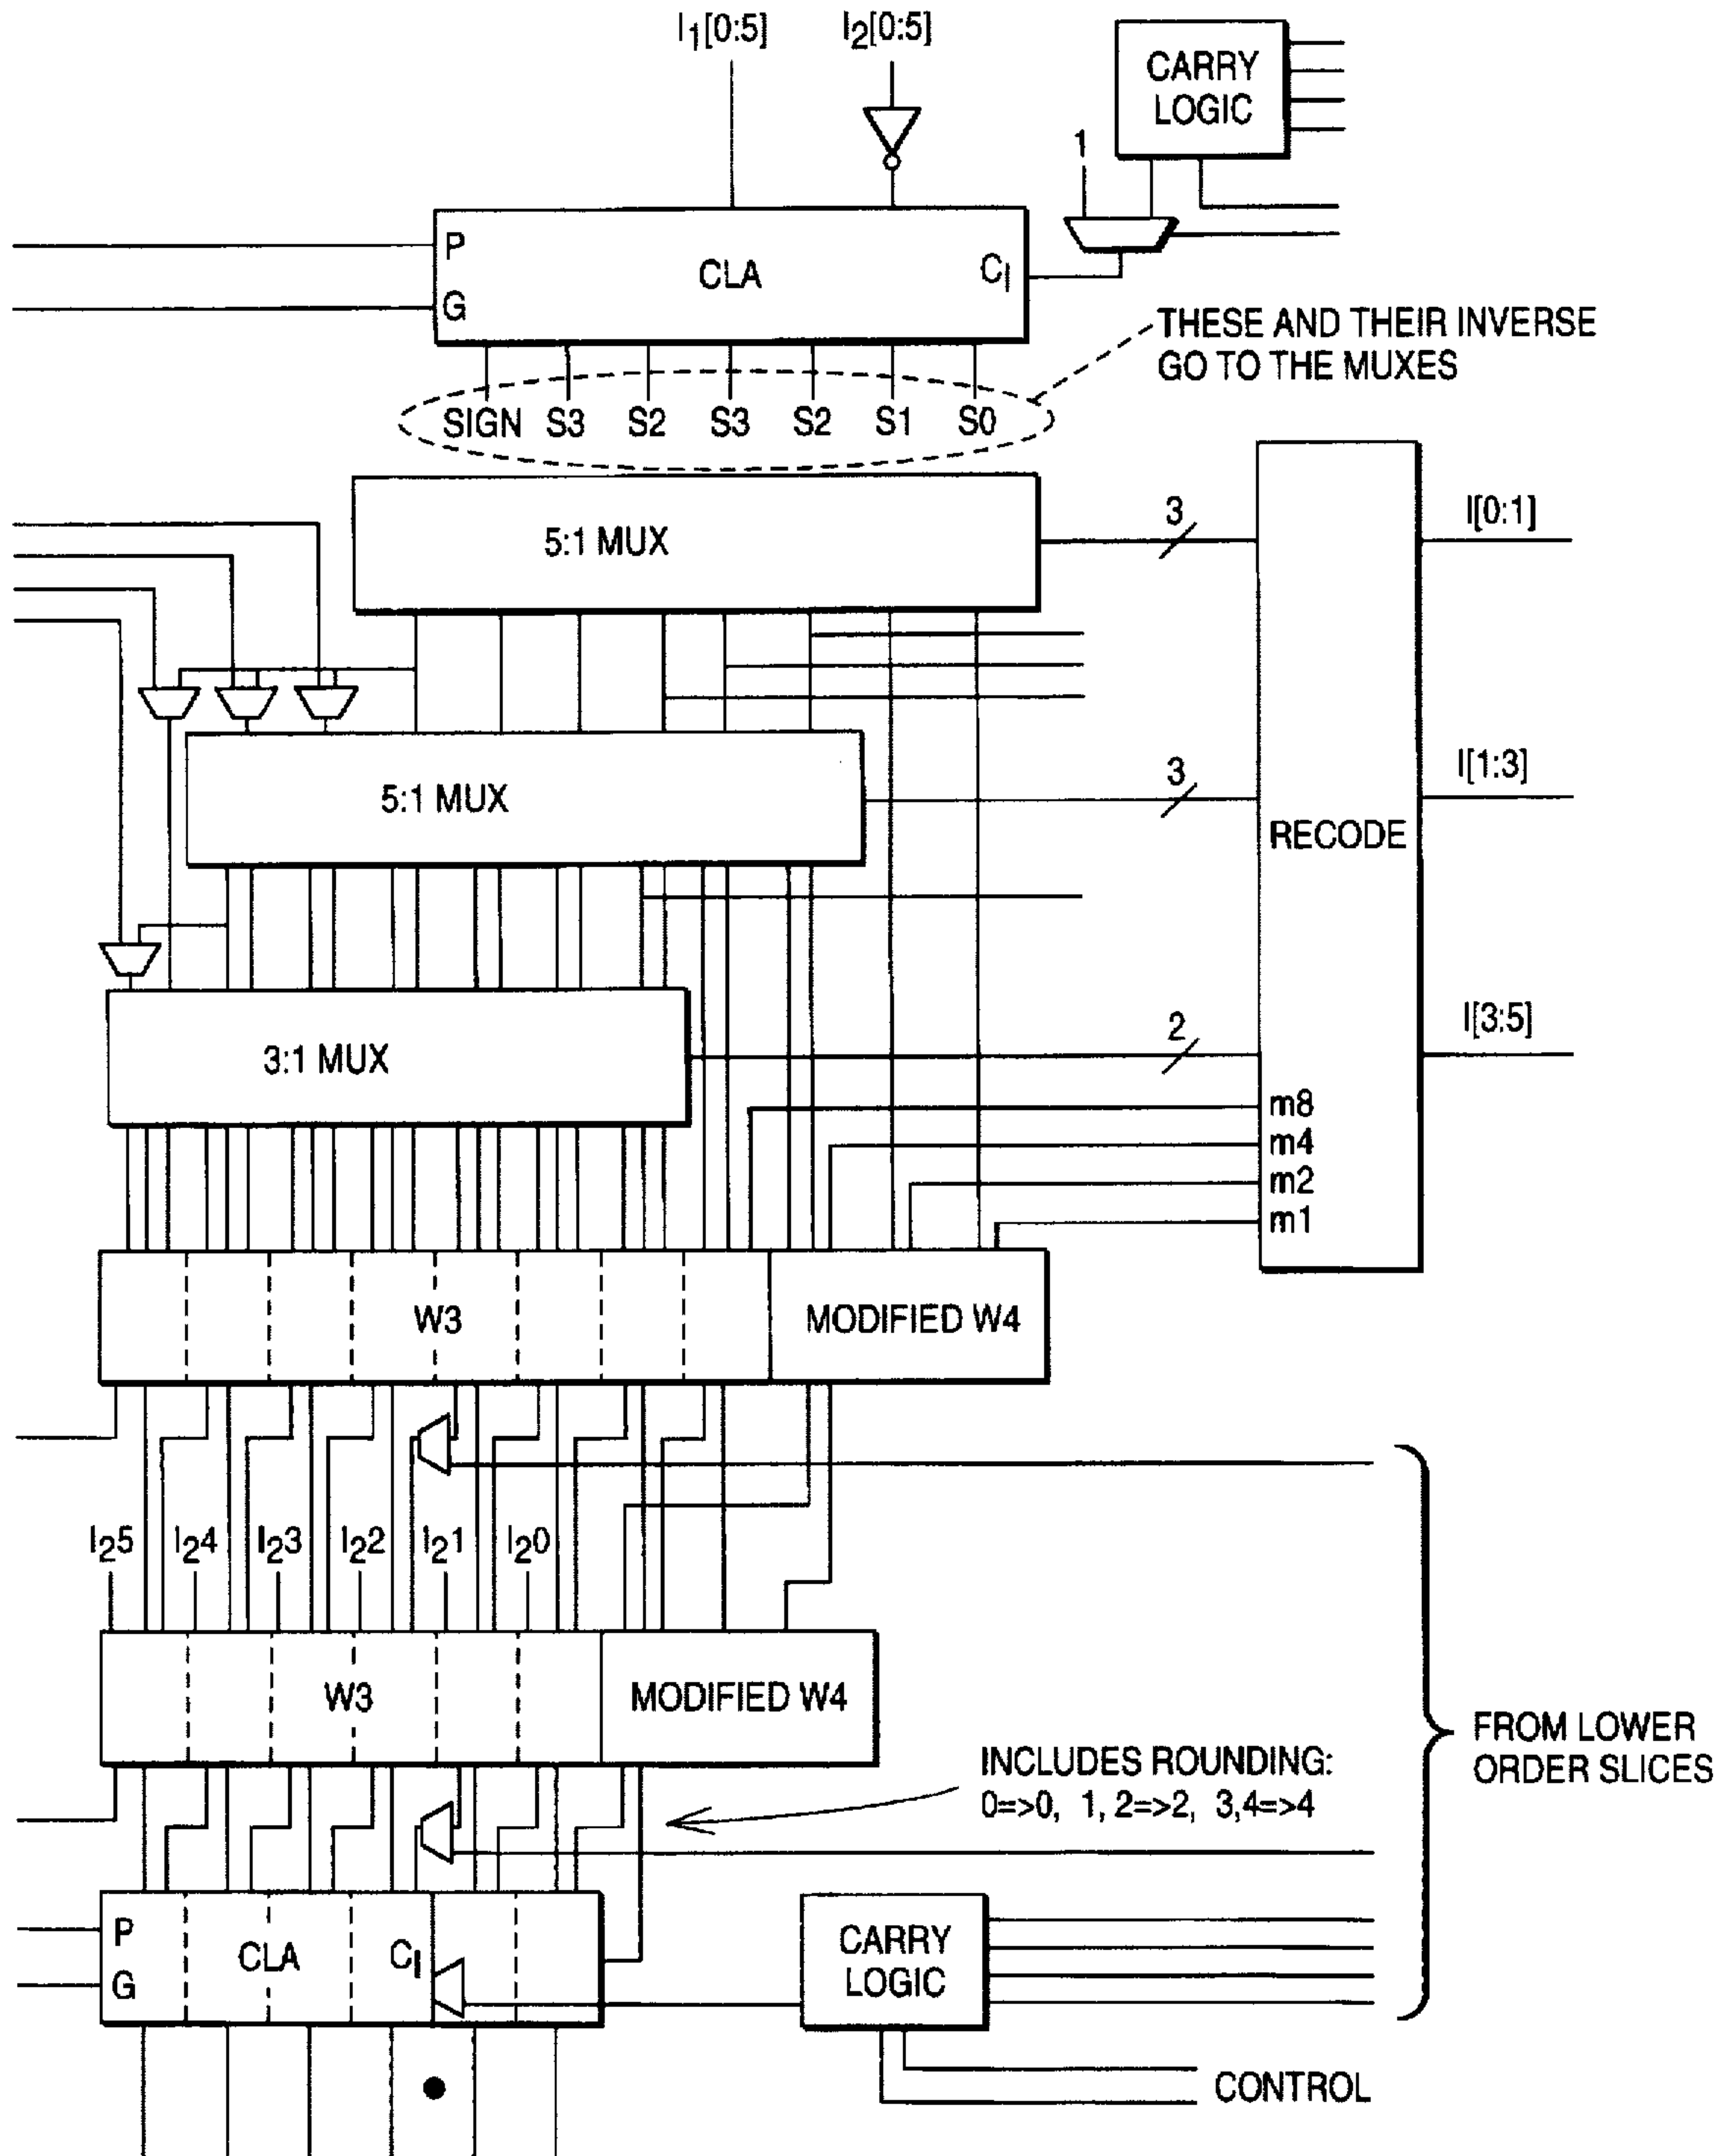 I1[0:5]
I2[0:5]
CARRY
LOGIC
1
P
CLA
CI
G
THESE AND THEIR INVERSE
GO TO THE MUXES
SIGN S3 S2 S3 S2 S1 S0
5:1 MUX
3
I[0:1]
5:1 MUX
3
I[1:3]
RECODE
3:1 MUX
2
I[3:5]
m8
m4
m2
m1
W3
MODIFIED W4
I25 I24 I23 I22 I21 I20
W3
MODIFIED W4
INCLUDES ROUNDING:
0=>0, 1, 2=>2, 3,4=>4
FROM LOWER
ORDER SLICES
P
CLA
CI
G
CARRY
LOGIC
CONTROL